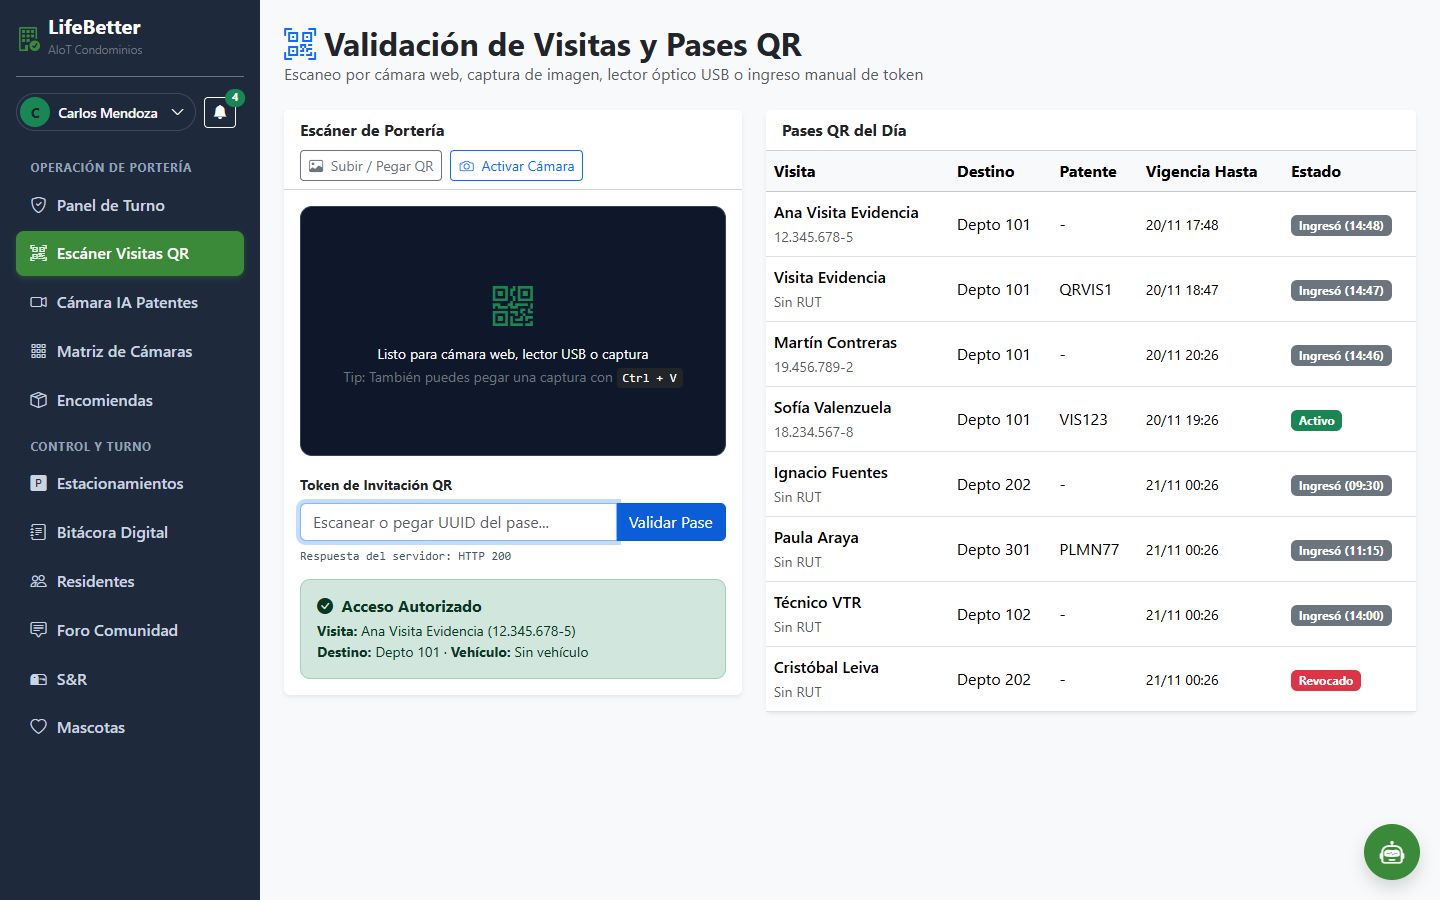 LifeBetter
AIoT Condominios
C Carlos Mendoza
4
OPERACIÓN DE PORTERÍA
Panel de Turno
Escáner Visitas QR
Cámara IA Patentes
Matriz de Cámaras
Encomiendas
CONTROL Y TURNO
P Estacionamientos
Bitácora Digital
Residentes
Foro Comunidad
S&R
Mascotas
Validación de Visitas y Pases QR
Escaneo por cámara web, captura de imagen, lector óptico USB o ingreso manual de token
Escáner de Portería
Subir / Pegar QR Activar Cámara
Listo para cámara web, lector USB o captura
Tip: También puedes pegar una captura con Ctrl + V
Token de Invitación QR
Escanear o pegar UUID del pase... Validar Pase
Respuesta del servidor: HTTP 200
Acceso Autorizado
Visita: Ana Visita Evidencia (12.345.678-5)
Destino: Depto 101 · Vehículo: Sin vehículo
Pases QR del Día
Visita Destino Patente Vigencia Hasta Estado
Ana Visita Evidencia Depto 101 - 20/11 17:48 Ingresó (14:48)
12.345.678-5
Visita Evidencia Depto 101 QRVIS1 20/11 18:47 Ingresó (14:47)
Sin RUT
Martín Contreras Depto 101 - 20/11 20:26 Ingresó (14:46)
19.456.789-2
Sofía Valenzuela Depto 101 VIS123 20/11 19:26 Activo
18.234.567-8
Ignacio Fuentes Depto 202 - 21/11 00:26 Ingresó (09:30)
Sin RUT
Paula Araya Depto 301 PLMN77 21/11 00:26 Ingresó (11:15)
Sin RUT
Técnico VTR Depto 102 - 21/11 00:26 Ingresó (14:00)
Sin RUT
Cristóbal Leiva Depto 202 - 21/11 00:26 Revocado
Sin RUT